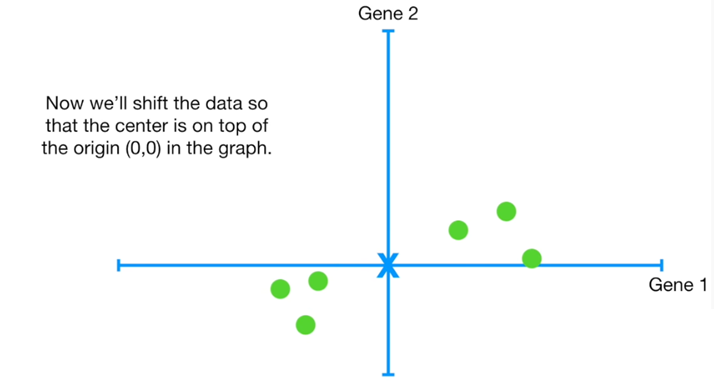 Gene 2
Now we'll shift the data so
that the center is on top of
the origin (0,0) in the graph.
Gene 1